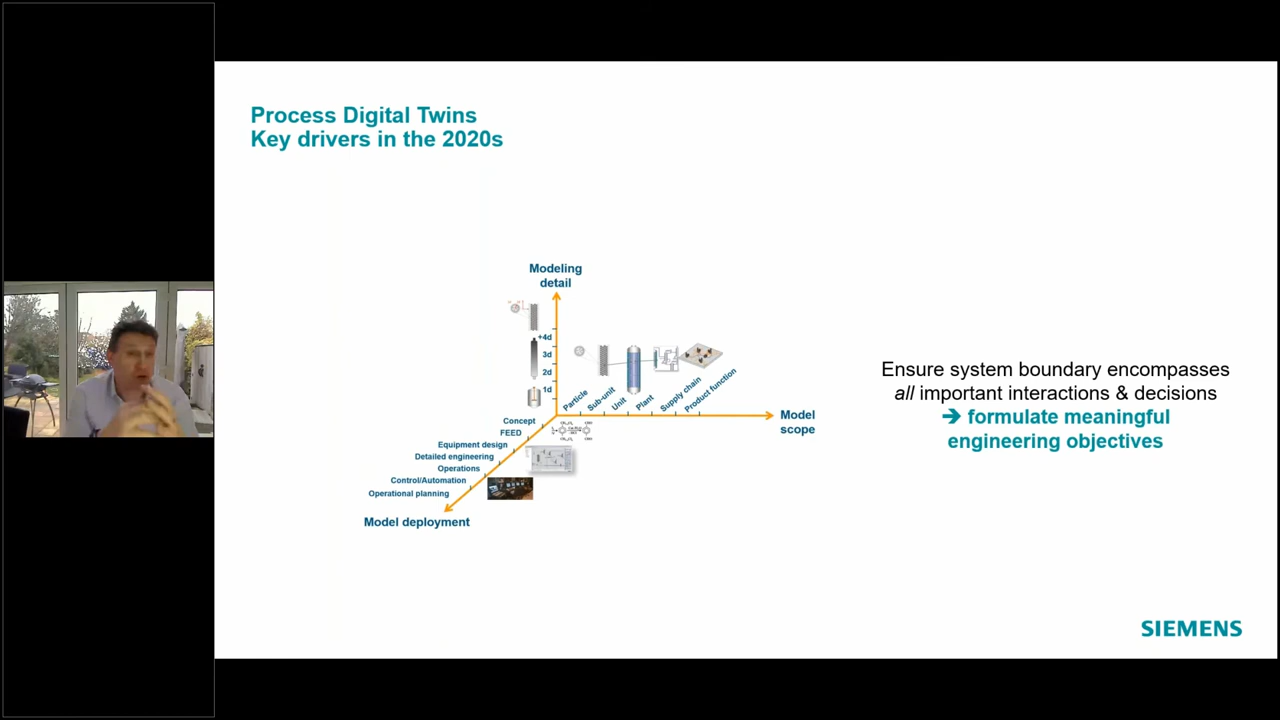 Process Digital Twins
Key drivers in the 2020s
Modeling
detail
+4d
3d
2d
1d
Particle
Sub-unit
Unit
Plant
Supply chain
Product function
Model
scope
Concept
FEED
Equipment design
Detailed engineering
Operations
Control/Automation
Operational planning
Model deployment
Ensure system boundary encompasses
all important interactions & decisions
➔ formulate meaningful
engineering objectives
SIEMENS